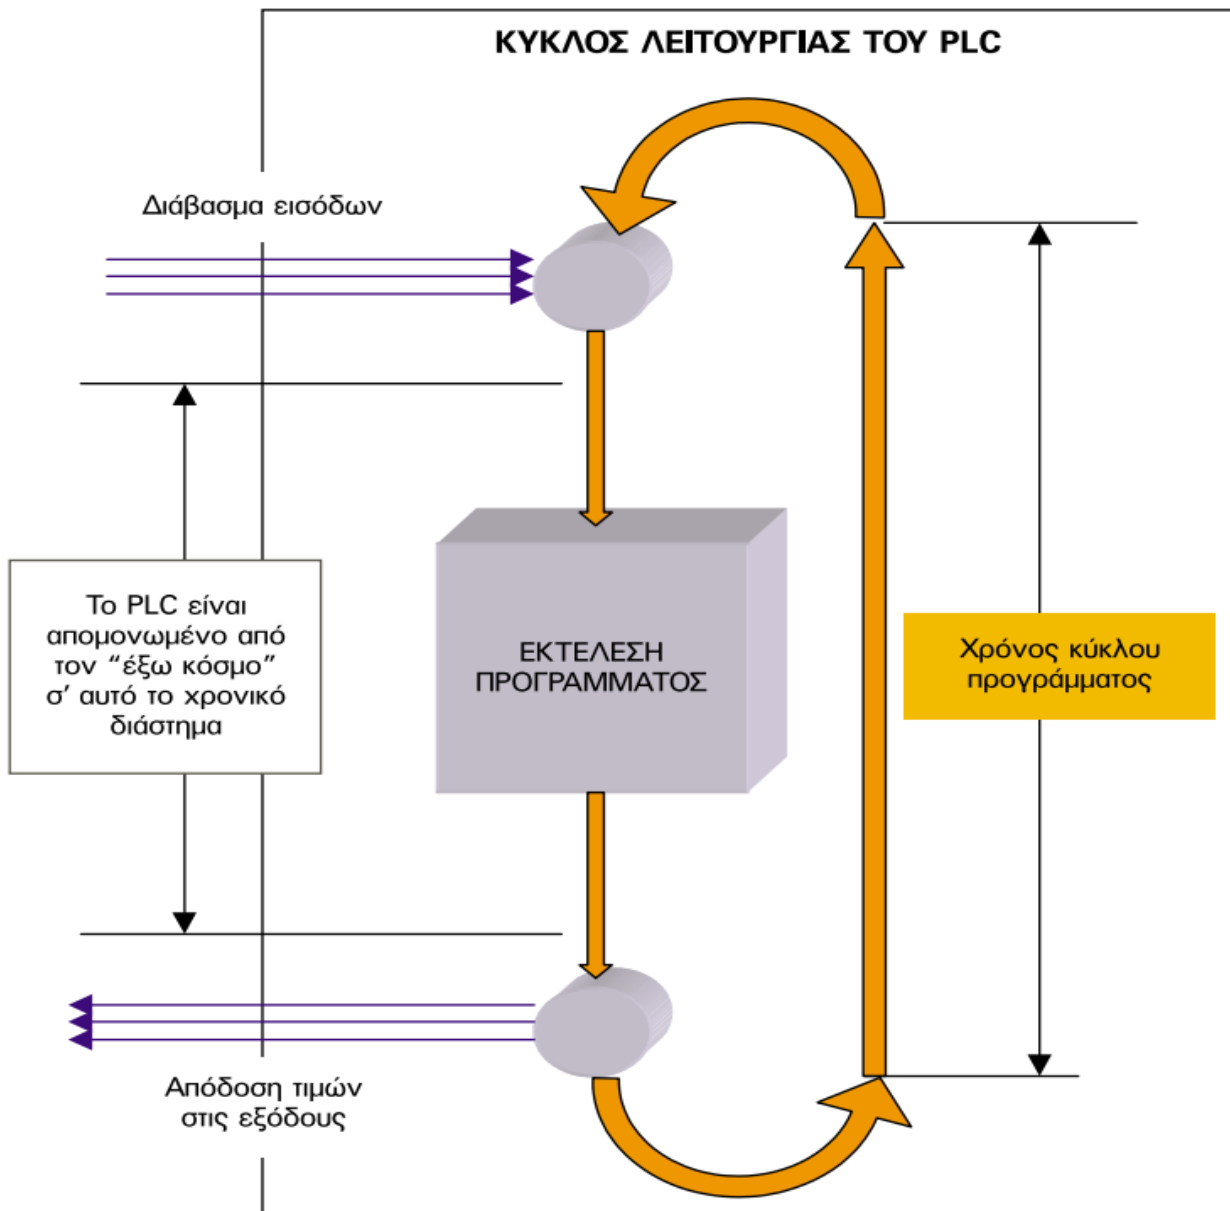 ΚΥΚΛΟΣ ΛΕΙΤΟΥΡΓΙΑΣ ΤΟΥ PLC
Διάβασμα εισόδων
Το PLC είναι
απομονωμένο από
τον “έξω κόσμο”
σ’ αυτό το χρονικό
διάστημα
ΕΚΤΕΛΕΣΗ
ΠΡΟΓΡΑΜΜΑΤΟΣ
Χρόνος κύκλου
προγράμματος
Απόδοση τιμών
στις εξόδους